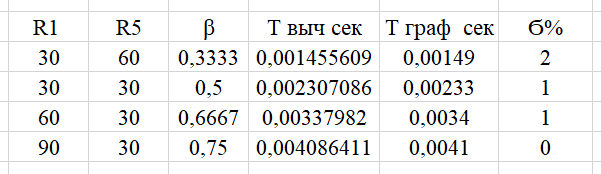 R1 R5 β T выч сек T граф сек Ϭ%
30 60 0,3333 0,001455609 0,00149 2
30 30 0,5 0,002307086 0,00233 1
60 30 0,6667 0,00337982 0,0034 1
90 30 0,75 0,004086411 0,0041 0